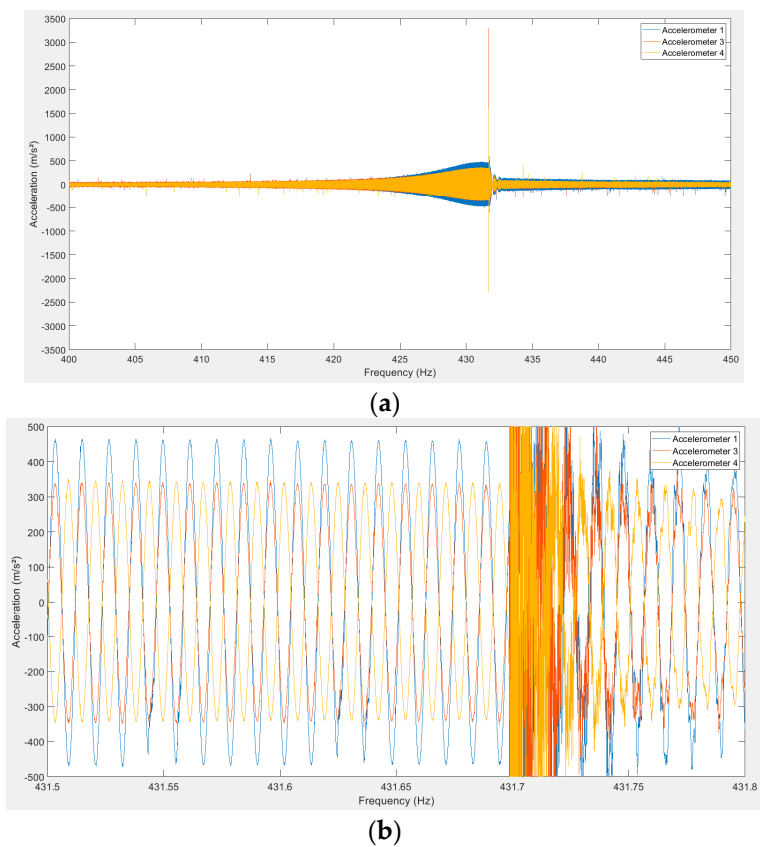 3500
3000
2500
2000
1500
1000
500
0
-500
-1000
-1500
-2000
-2500
-3000
-3500
Acceleration (m/s²)
Accelerometer 1
Accelerometer 3
Accelerometer 4
400 405 410 415 420 425 430 435 440 445 450
Frequency (Hz)
(a)
500
400
300
200
100
0
-100
-200
-300
-400
-500
Acceleration (m/s²)
Accelerometer 1
Accelerometer 3
Accelerometer 4
431.5 431.55 431.6 431.65 431.7 431.75 431.8
Frequency (Hz)
(b)